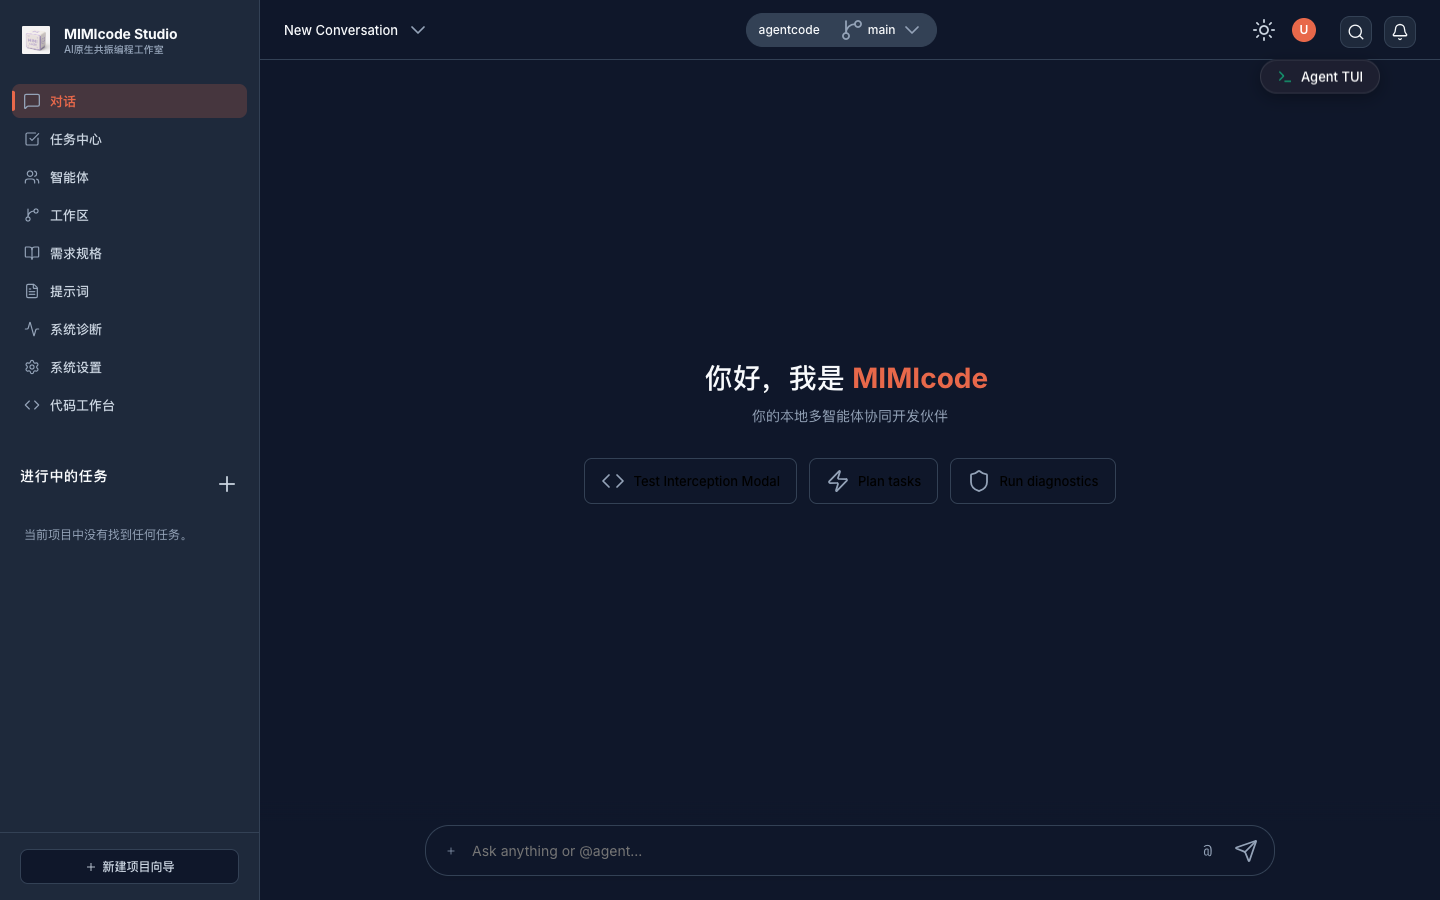 MIMIcode Studio
AI原生共振编程工作室
对话
任务中心
智能体
工作区
需求规格
提示词
系统诊断
系统设置
代码工作台
进行中的任务
当前项目中没有找到任何任务。
+ 新建项目向导
New Conversation
agentcode main
U
Agent TUI
你好，我是 MIMIcode
你的本地多智能体协同开发伙伴
Test Interception Modal
Plan tasks
Run diagnostics
+ Ask anything or @agent... @